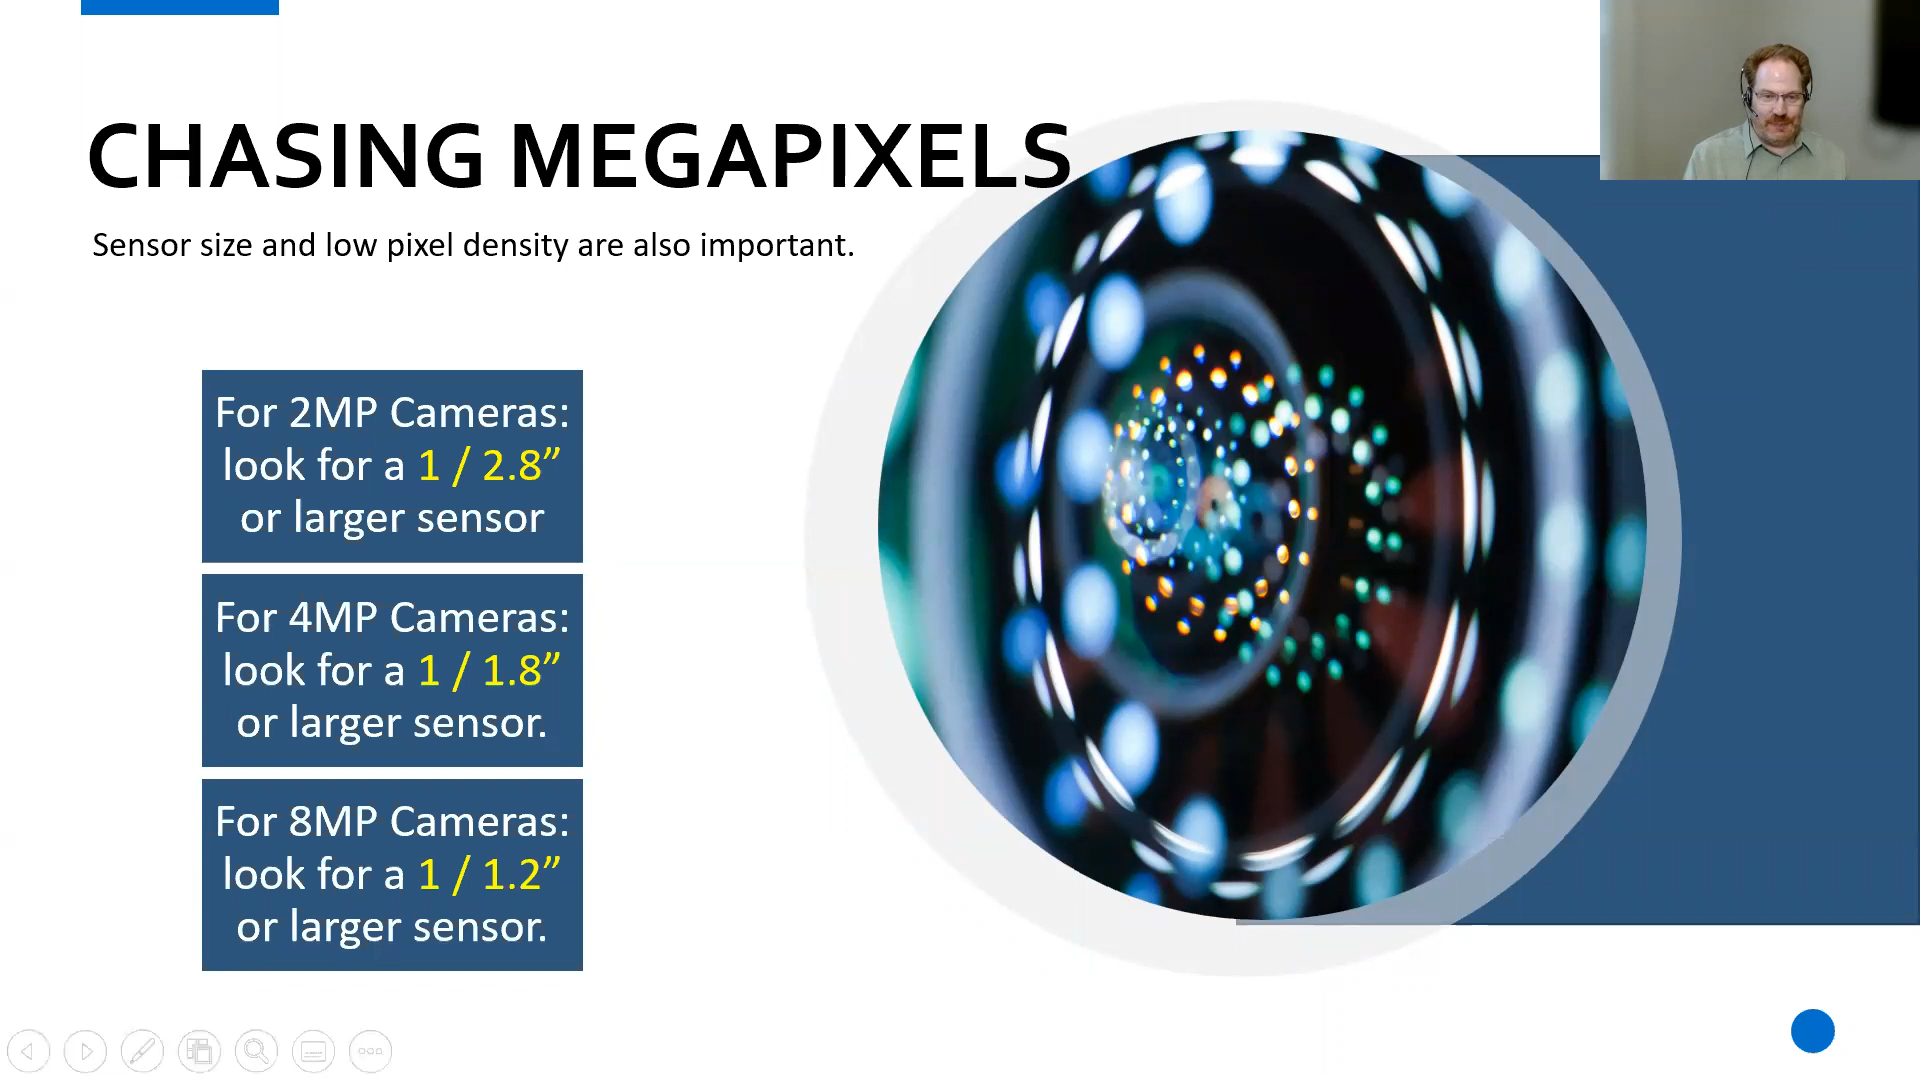 CHASING MEGAPIXELS
Sensor size and low pixel density are also important.
For 2MP Cameras:
look for a 1 / 2.8”
or larger sensor
For 4MP Cameras:
look for a 1 / 1.8”
or larger sensor.
For 8MP Cameras:
look for a 1 / 1.2”
or larger sensor.